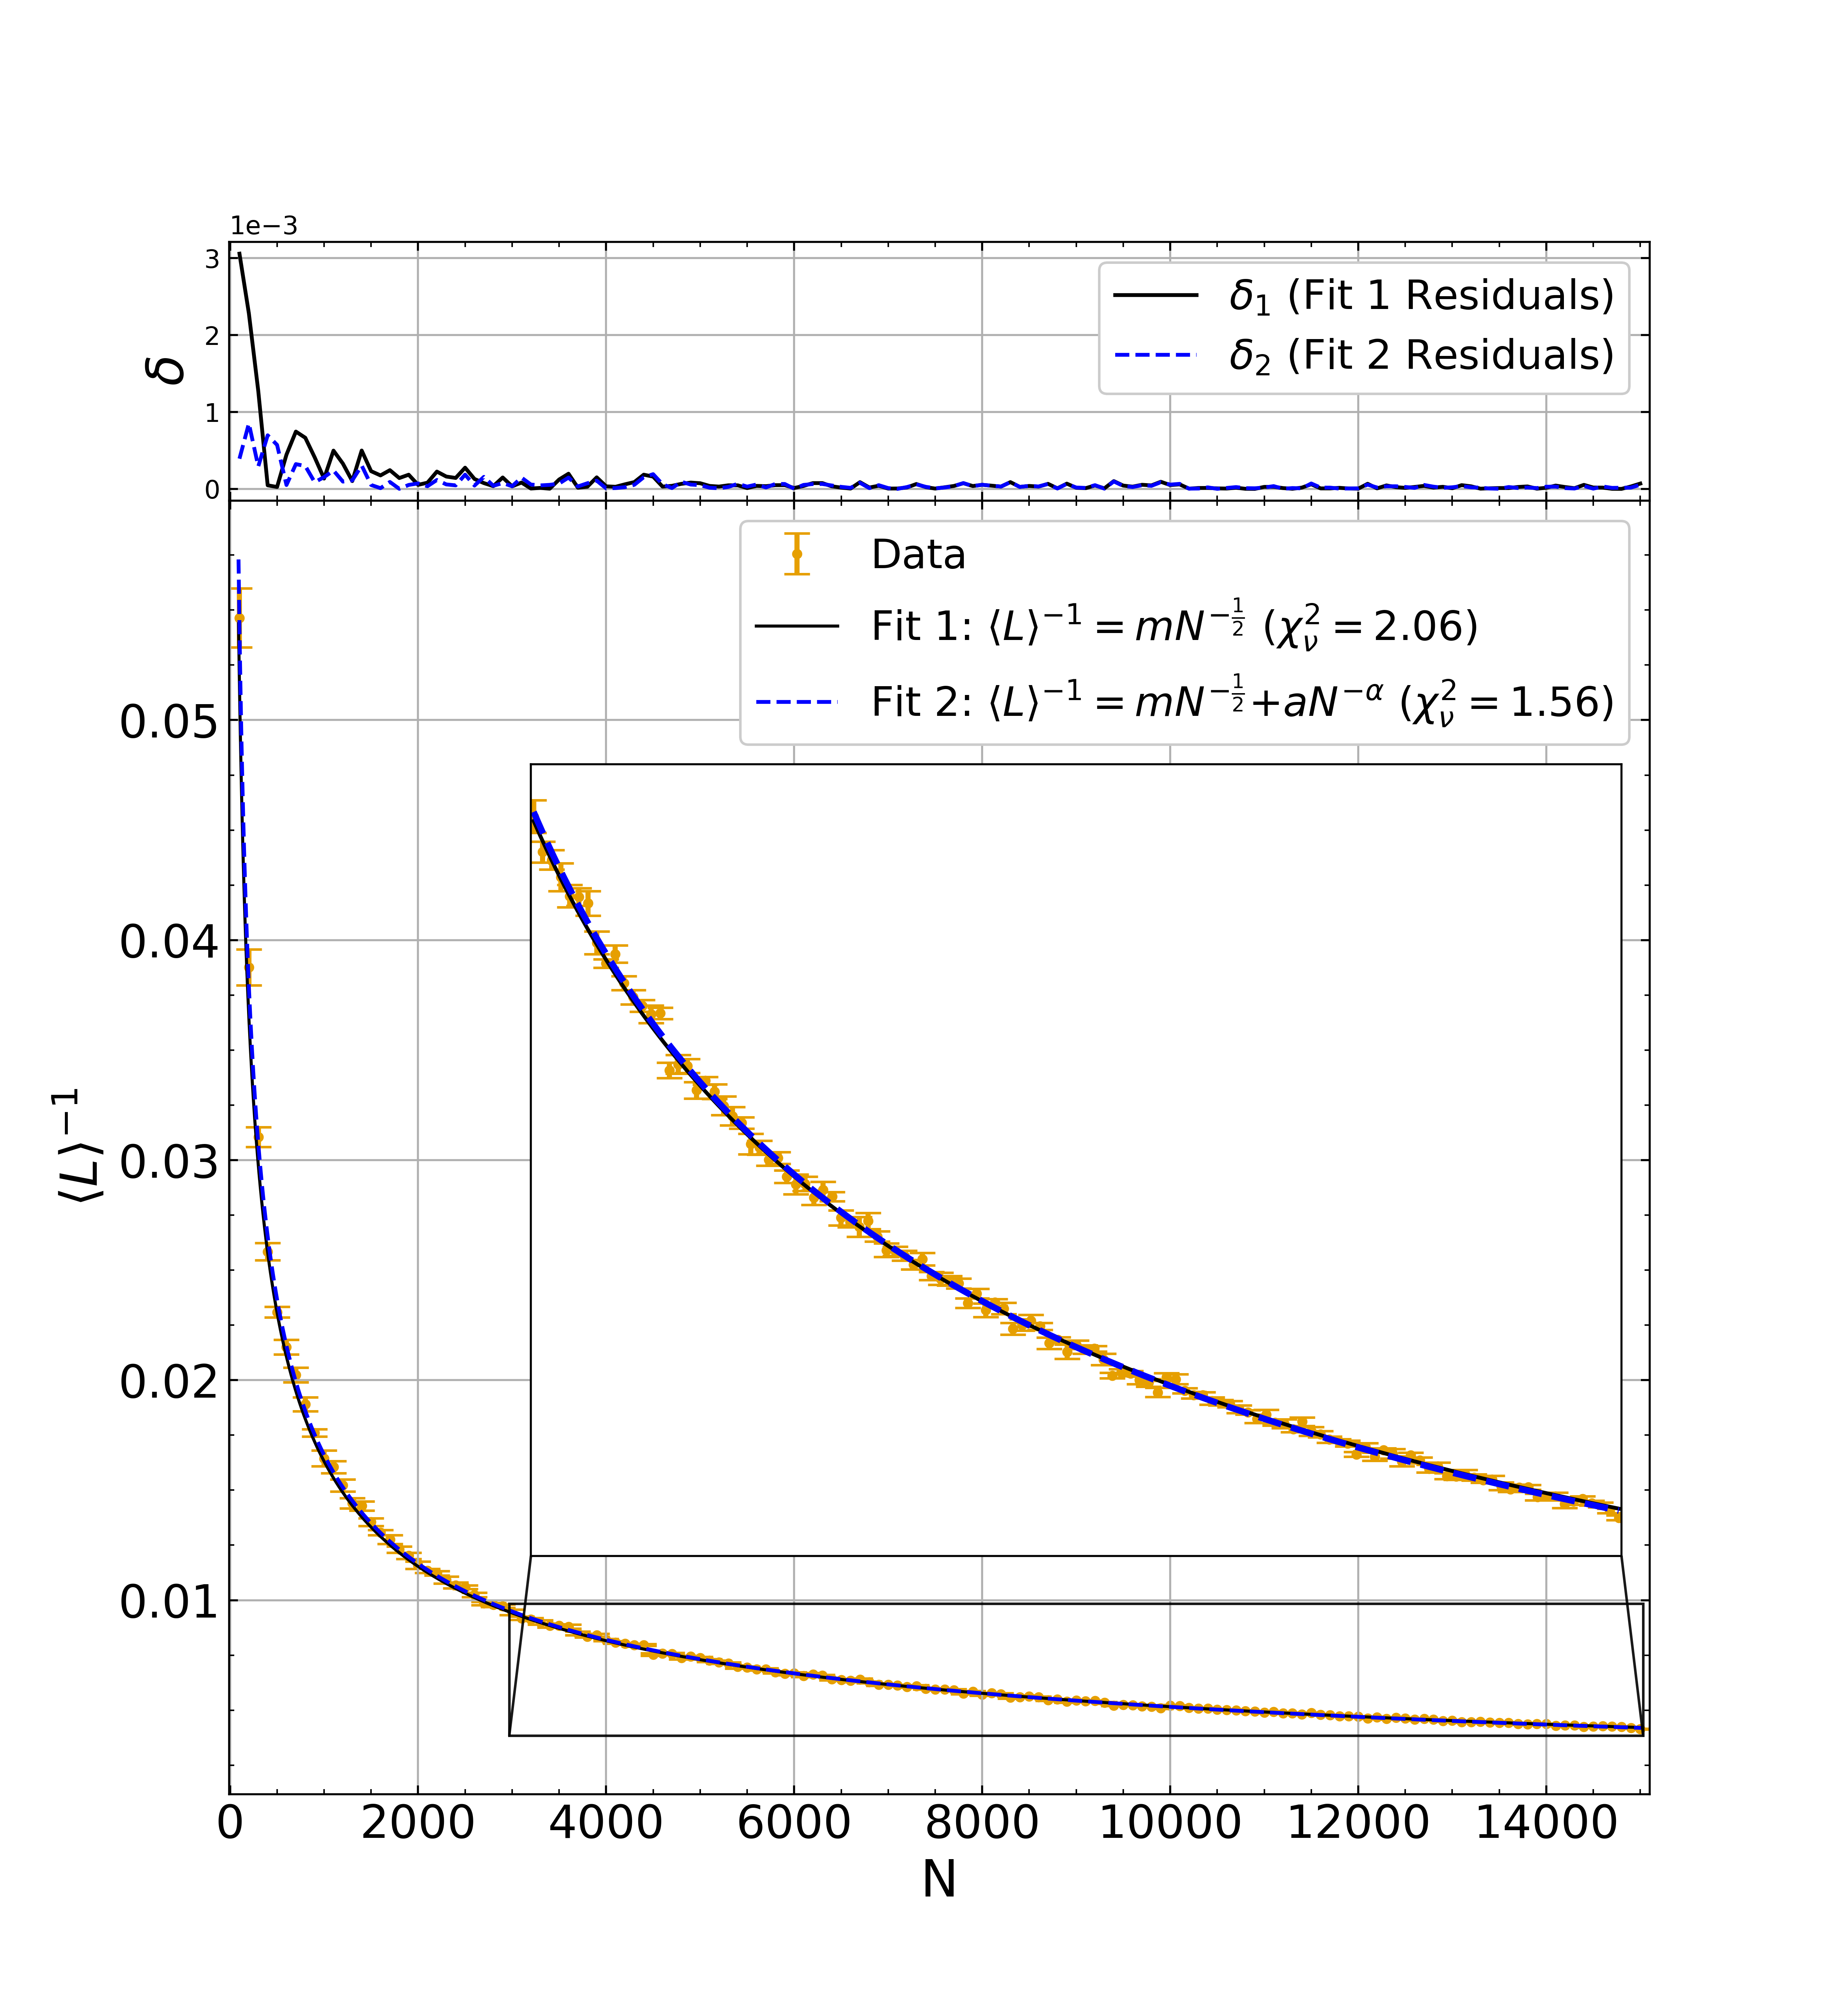 1e−3
3
2
1
0
δ
δ₁ (Fit 1 Residuals)
δ₂ (Fit 2 Residuals)
Data
Fit 1: ⟨L⟩⁻¹ = mN^{−1/2} (χ²ᵥ = 2.06)
Fit 2: ⟨L⟩⁻¹ = mN^{−1/2}+aN^{−α} (χ²ᵥ = 1.56)
0.05
0.04
0.03
0.02
0.01
⟨L⟩⁻¹
0 2000 4000 6000 8000 10000 12000 14000
N